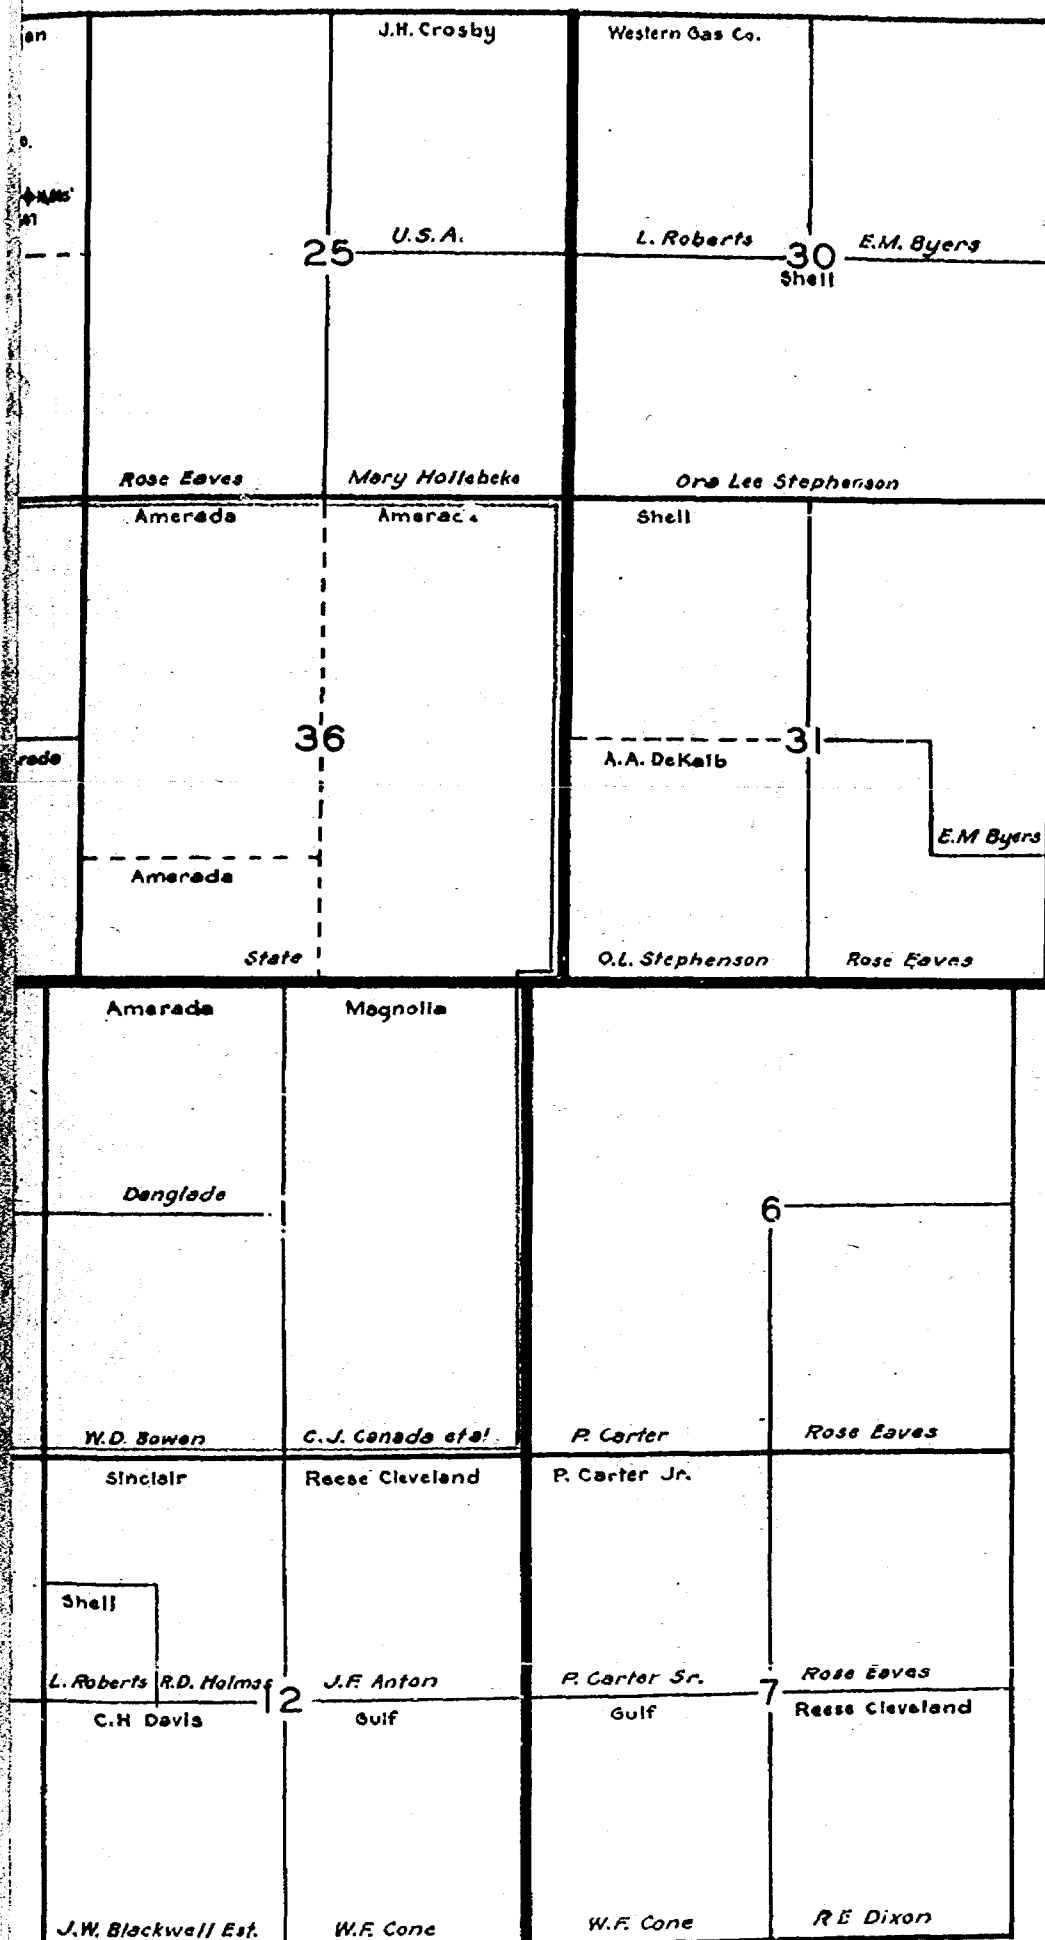 J.H. Crosby
Western Gas Co.
U.S.A.
L. Roberts
E.M. Byers
25
30
Shell
Rose Eaves
Mary Hollebeke
Ora Lee Stephenson
Amerada
Shell
36
31
A.A. DeKalb
E.M Byers
Amerada
State
O.L. Stephenson
Rose Eaves
Amerada
Magnolia
Danglade
6
W.D. Bowen
C.J. Canada et al
P. Carter
Rose Eaves
Sinclair
Reese Cleveland
P. Carter Jr.
Shell
L. Roberts
R.D. Holmes
J.F. Anton
P. Carter Sr.
Rose Eaves
12
7
C.H Davis
Gulf
Gulf
Reese Cleveland
J.W. Blackwell Est.
W.F. Cone
W.F. Cone
R E Dixon